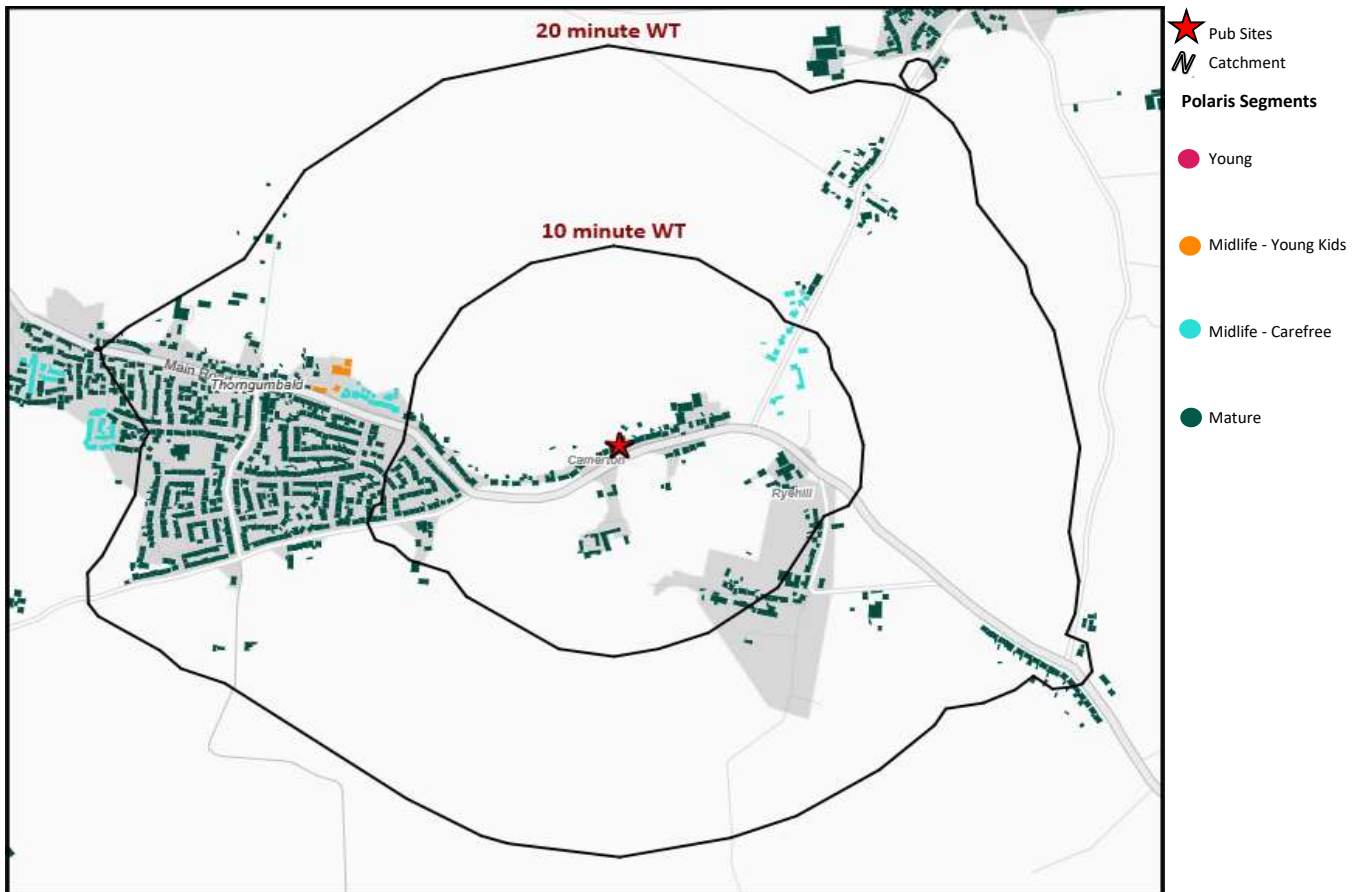 20 minute WT
10 minute WT
Main Road
Thorngumbald
Camerton
Ryehill
Pub Sites
Catchment
Polaris Segments
Young
Midlife - Young Kids
Midlife - Carefree
Mature